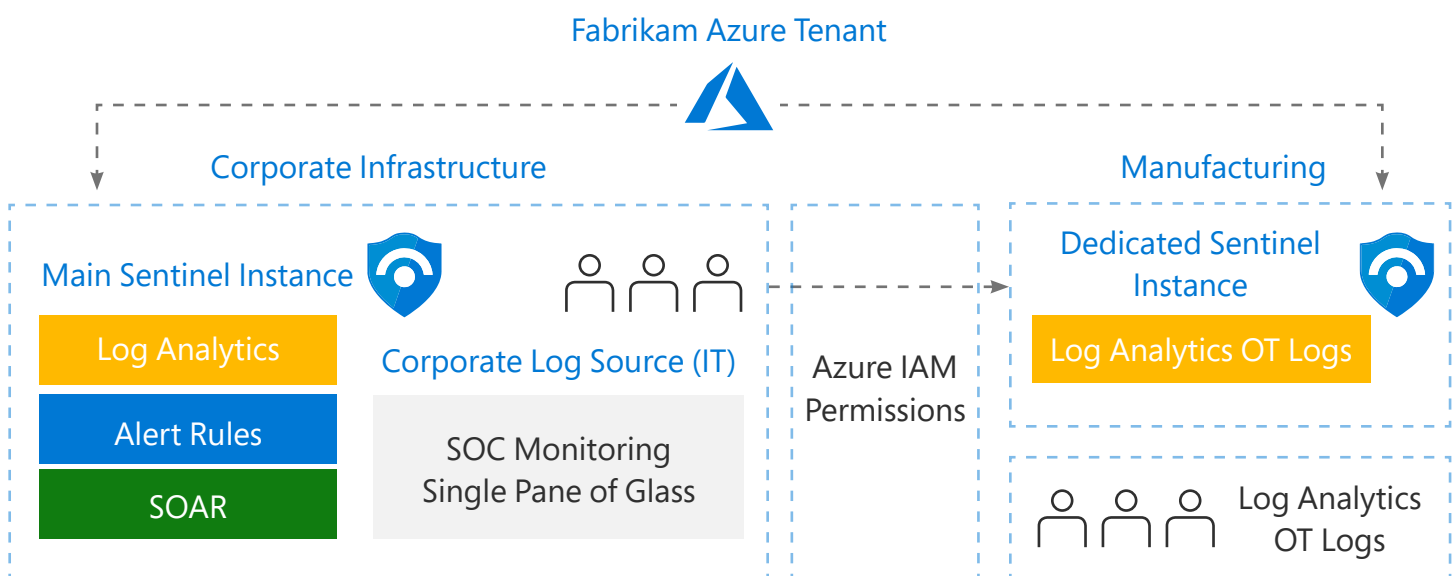 Fabrikam Azure Tenant
Corporate Infrastructure
Manufacturing
Main Sentinel Instance
Log Analytics
Alert Rules
SOAR
Corporate Log Source (IT)
SOC Monitoring
Single Pane of Glass
Azure IAM
Permissions
Dedicated Sentinel
Instance
Log Analytics OT Logs
Log Analytics
OT Logs